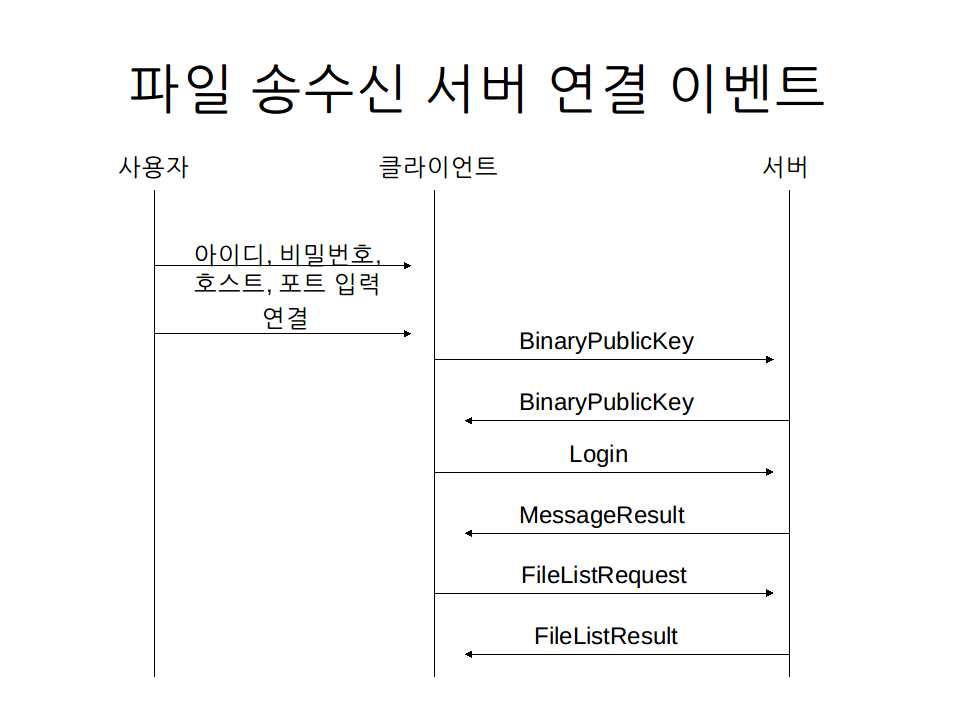 파일 송수신 서버 연결 이벤트
사용자
클라이언트
서버
아이디, 비밀번호,
호스트, 포트 입력
연결
BinaryPublicKey
BinaryPublicKey
Login
MessageResult
FileListRequest
FileListResult